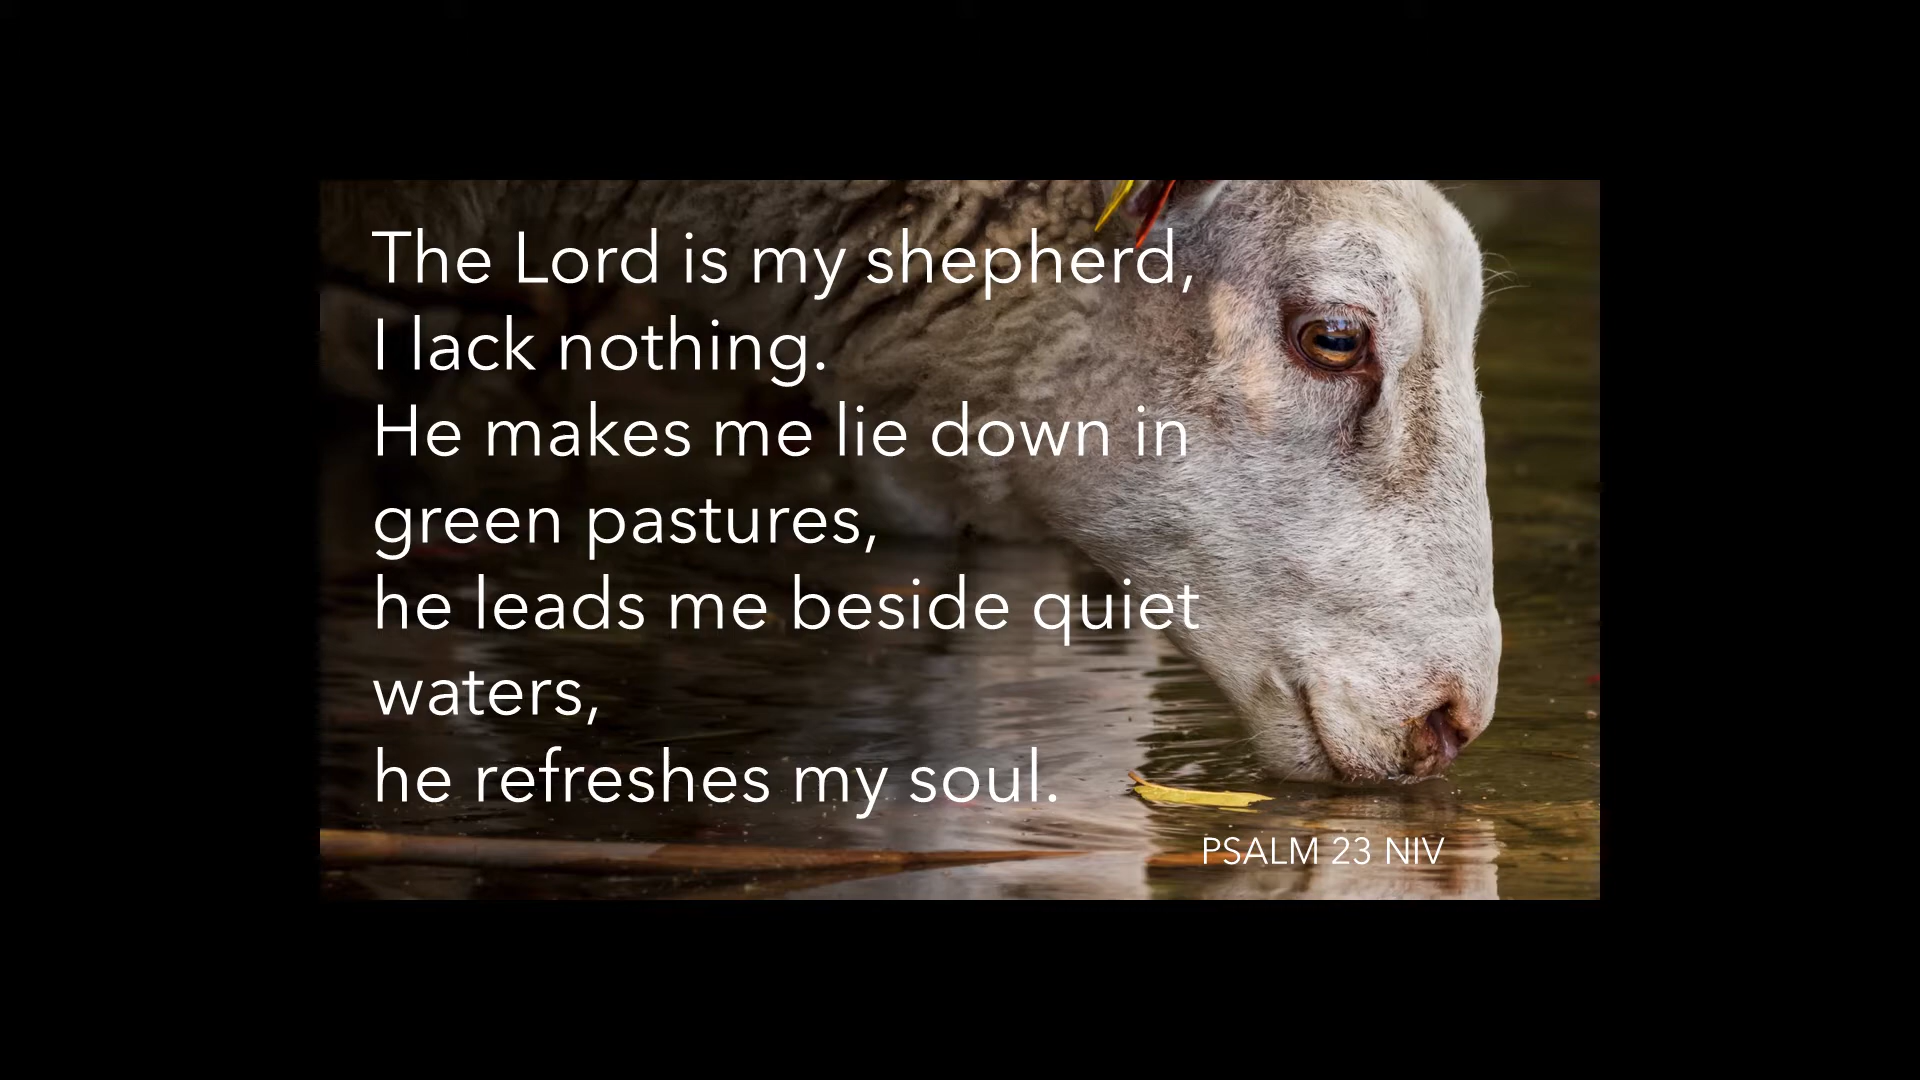 The Lord is my shepherd,
I lack nothing.
He makes me lie down in
green pastures,
he leads me beside quiet
waters,
he refreshes my soul.
PSALM 23 NIV